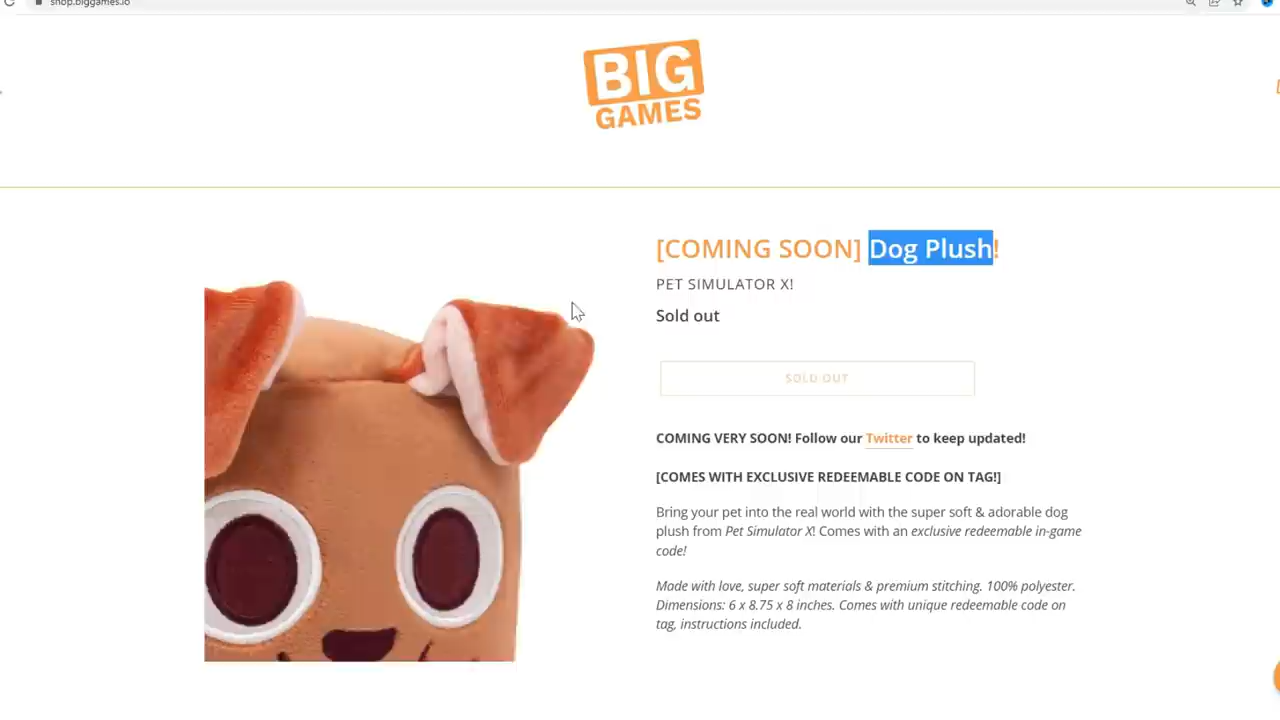 shop.biggames.io
BIG
GAMES
[COMING SOON] Dog Plush!
PET SIMULATOR X!
Sold out
SOLD OUT
COMING VERY SOON! Follow our Twitter to keep updated!
[COMES WITH EXCLUSIVE REDEEMABLE CODE ON TAG!]
Bring your pet into the real world with the super soft & adorable dog
plush from Pet Simulator X! Comes with an exclusive redeemable in-game
code!
Made with love, super soft materials & premium stitching. 100% polyester.
Dimensions: 6 x 8.75 x 8 inches. Comes with unique redeemable code on
tag, instructions included.